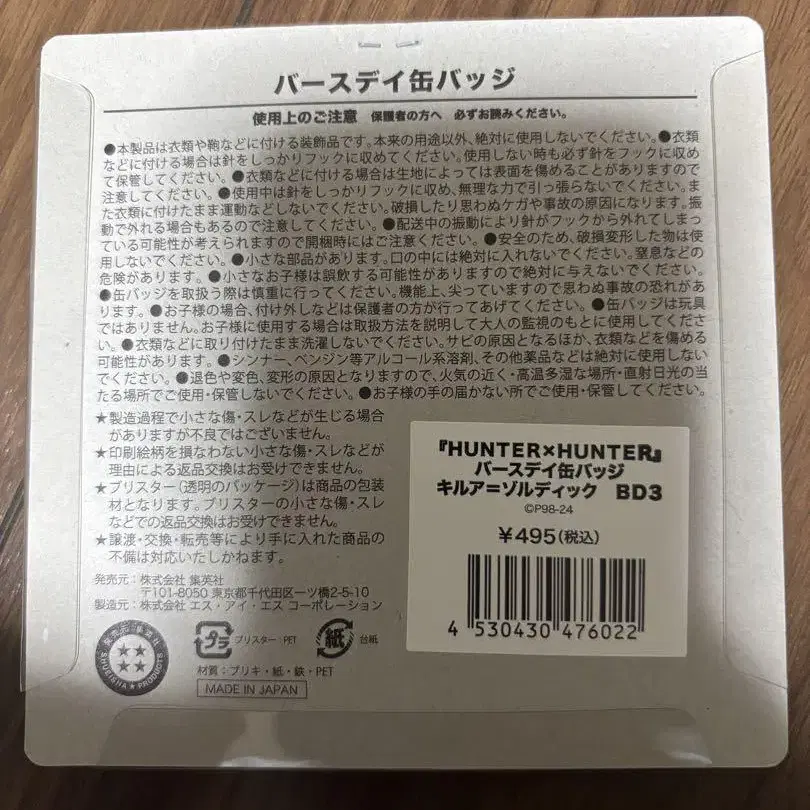 バースデイ缶バッジ
使用上のご注意 保護者の方へ 必ずお読みください。
●本製品は衣類や鞄などに付ける装飾品です。本来の用途以外、絶対に使用しないでください。●衣類
などに付ける場合は針をしっかりフックに収めてください。使用しない時も必ず針をフックに収め
て保管してください。●衣類などに付ける場合は生地によっては表面を傷めることがありますので
注意してください。●使用中は針をしっかりフックに収め、無理な力で引っ張らないでください。ま
た衣類に付けたまま運動などしないでください。破損したり思わぬケガや事故の原因になります。振
動で外れる場合もあるので注意してください。●配送中の振動により針がフックから外れてしまっ
ている可能性が考えられますので開梱時にはご注意ください。●安全のため、破損変形した物は使
用しないでください。●小さな部品があります。口の中には絶対に入れないでください。窒息などの
危険があります。●小さなお子様は誤飲する可能性がありますので絶対に与えないでください。
●缶バッジを取扱う際は慎重に行ってください。機能上、尖っていますので思わぬ事故の恐れがあ
ります。●お子様の場合、付け外しなどは保護者の方が行ってあげてください。●缶バッジは玩具
ではありません。お子様に使用する場合は取扱方法を説明して大人の監視のもとに使用してくださ
い。●衣類などに取り付けたまま洗濯しないでください。サビの原因となるほか、衣類などを傷める
可能性があります。●シンナー、ベンジン等アルコール系溶剤、その他薬品などは絶対に使用しない
でください。●退色や変色、変形の原因となりますので、火気の近く・高温多湿な場所・直射日光の当
たる場所でご使用・保管しないでください。●お子様の手の届かない所でご使用・保管してください。
★製造過程で小さな傷・スレなどが生じる場合
がありますが不良ではございません。
★印刷絵柄を損なわない小さな傷・スレなどが
理由による返品交換はお受けできません。
★ブリスター（透明のパッケージ）は商品の包装
材となります。ブリスターの小さな傷・スレ
などでの返品交換はお受けできません。
★譲渡・交換・転売等により手に入れた商品の
不備は対応いたしかねます。
発売元：株式会社 集英社
〒101-8050 東京都千代田区一ツ橋2-5-10
製造元：株式会社 エス・アイ・エス コーポレーション
発売元 集英社
SHUEISHA★PRODUCTS
プラ ブリスター：PET 紙 台紙
材質：ブリキ・紙・鉄・PET
MADE IN JAPAN
『HUNTER×HUNTER』
バースデイ缶バッジ
キルア＝ゾルディック BD3
©P98-24
¥495(税込)
4 530430 476022